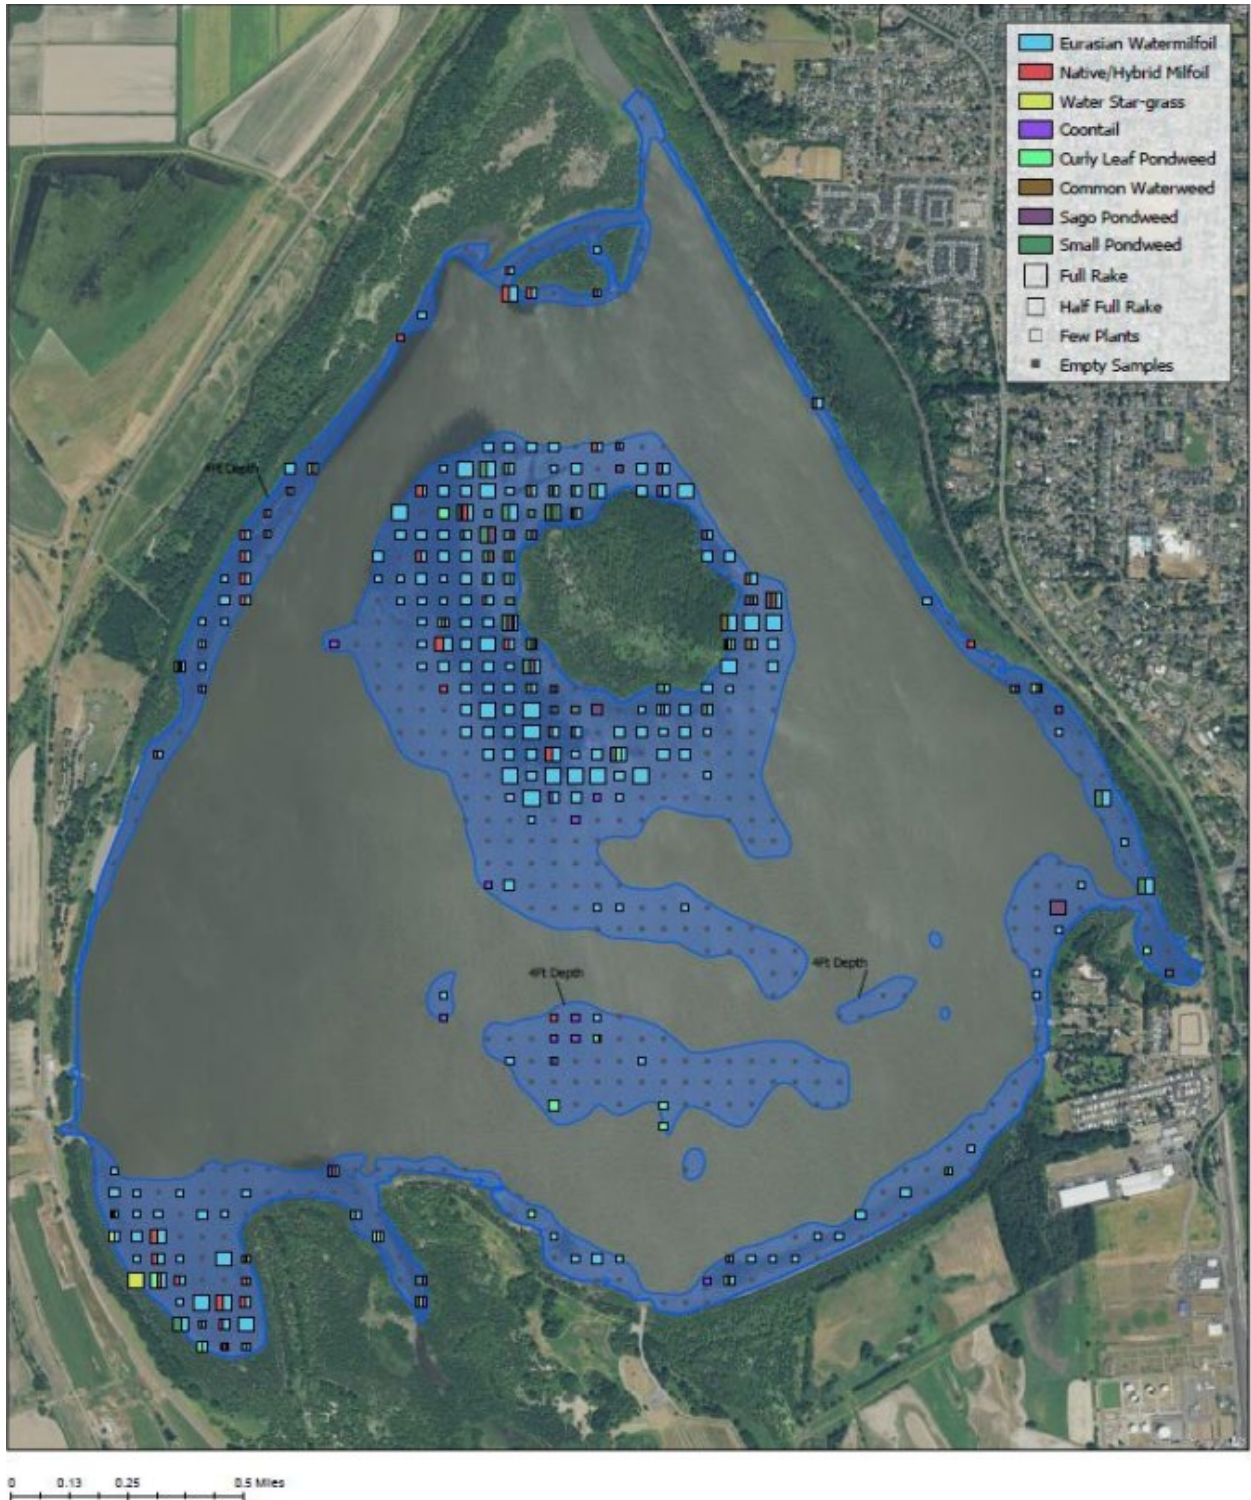 Eurasian Watermilfoil
Native/Hybrid Milfoil
Water Star-grass
Coontail
Curly Leaf Pondweed
Common Waterweed
Sago Pondweed
Small Pondweed
Full Rake
Half Full Rake
Few Plants
Empty Samples
4Ft Depth
4Ft Depth
4Ft Depth
0 0.13 0.25 0.5 Miles